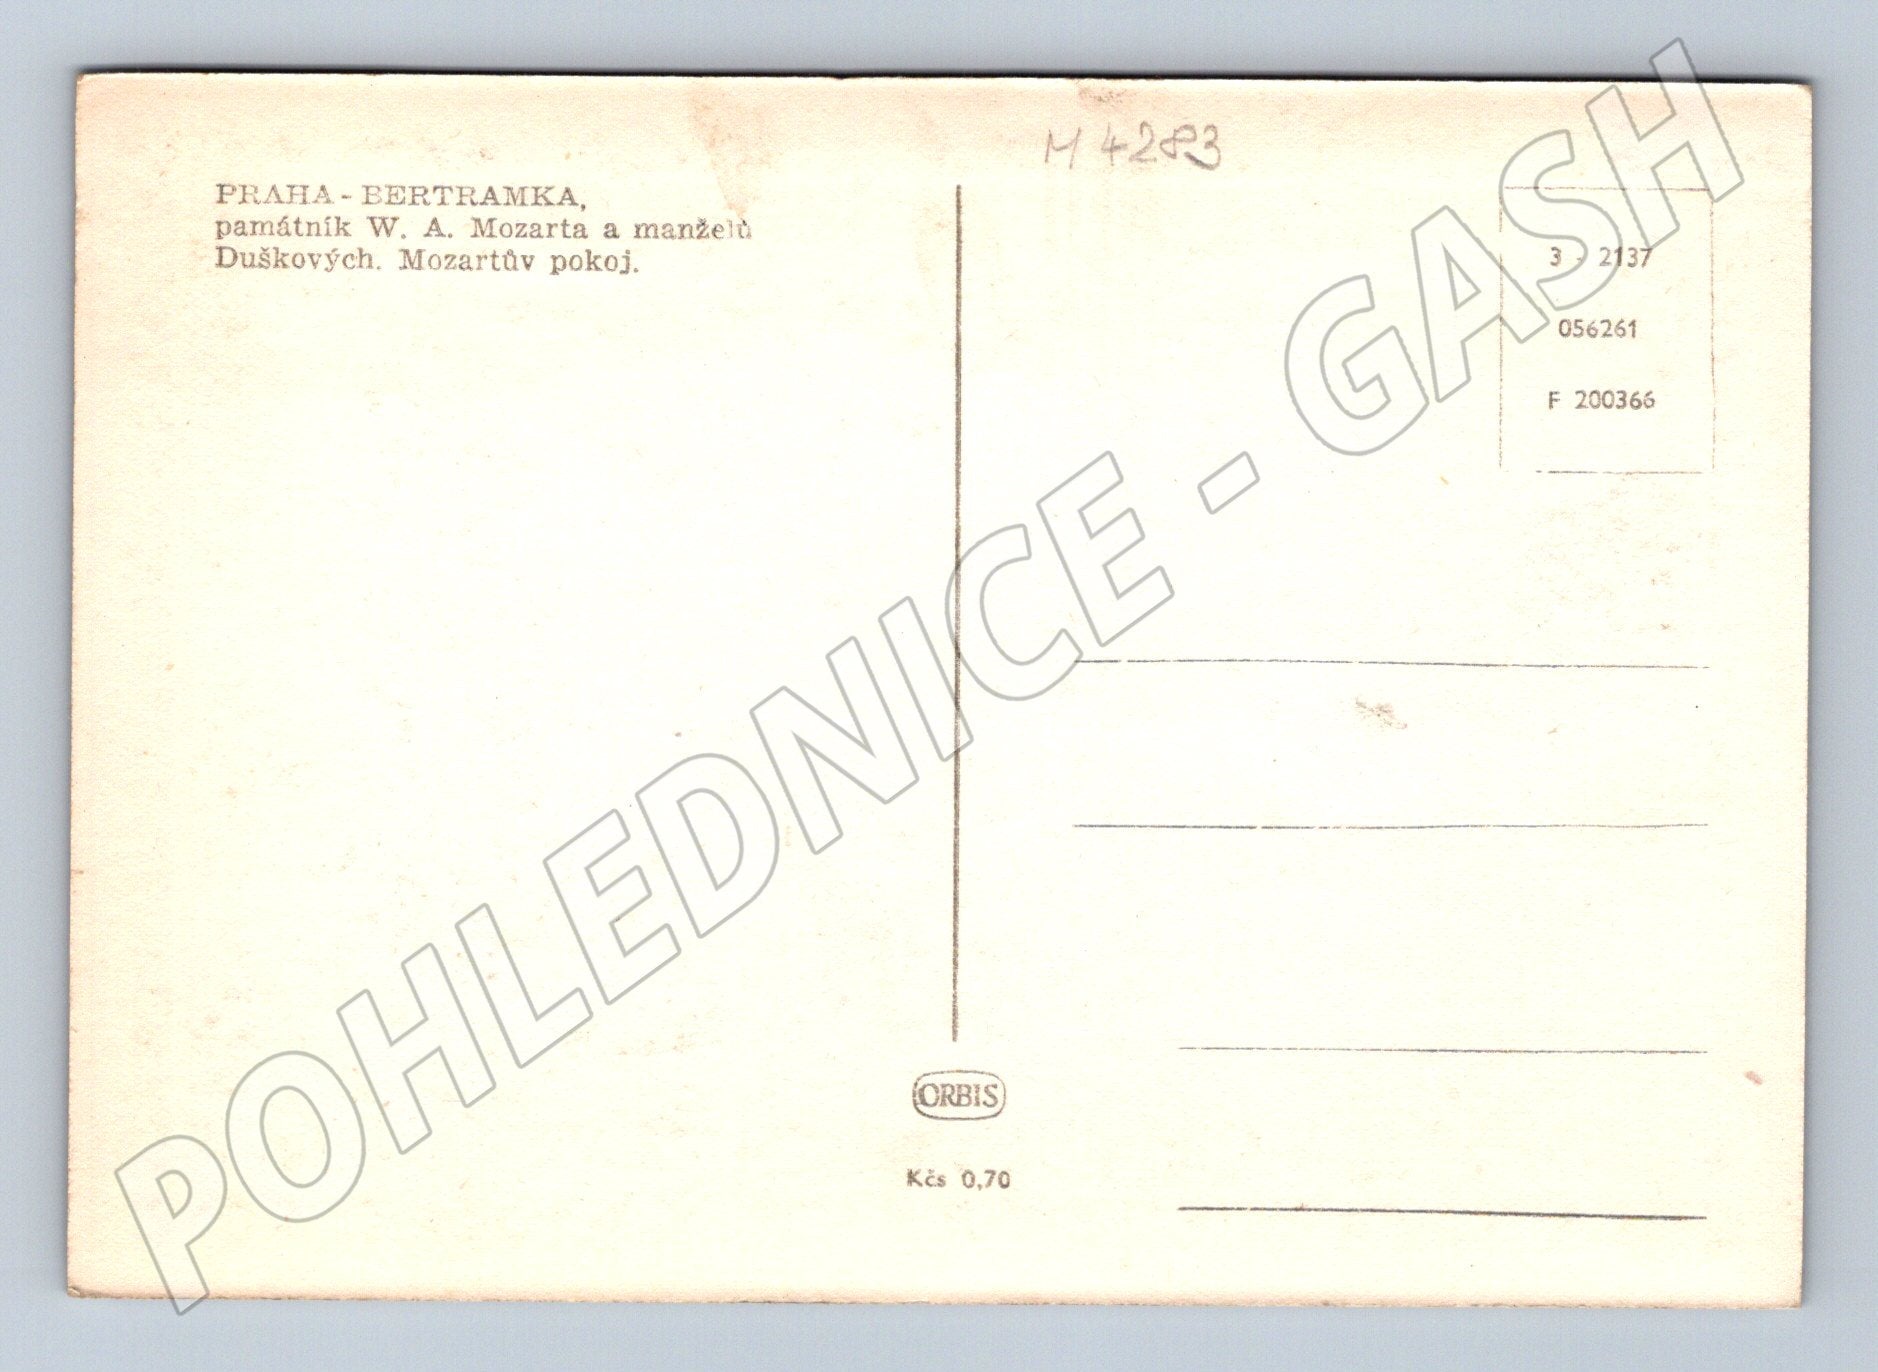 M 4283
PRAHA - BERTRAMKA,
památník W. A. Mozarta a manželů
Duškových. Mozartův pokoj.
3 - 2137
056261
F 200366
ORBIS
Kčs 0,70
POHLEDNICE - GASH